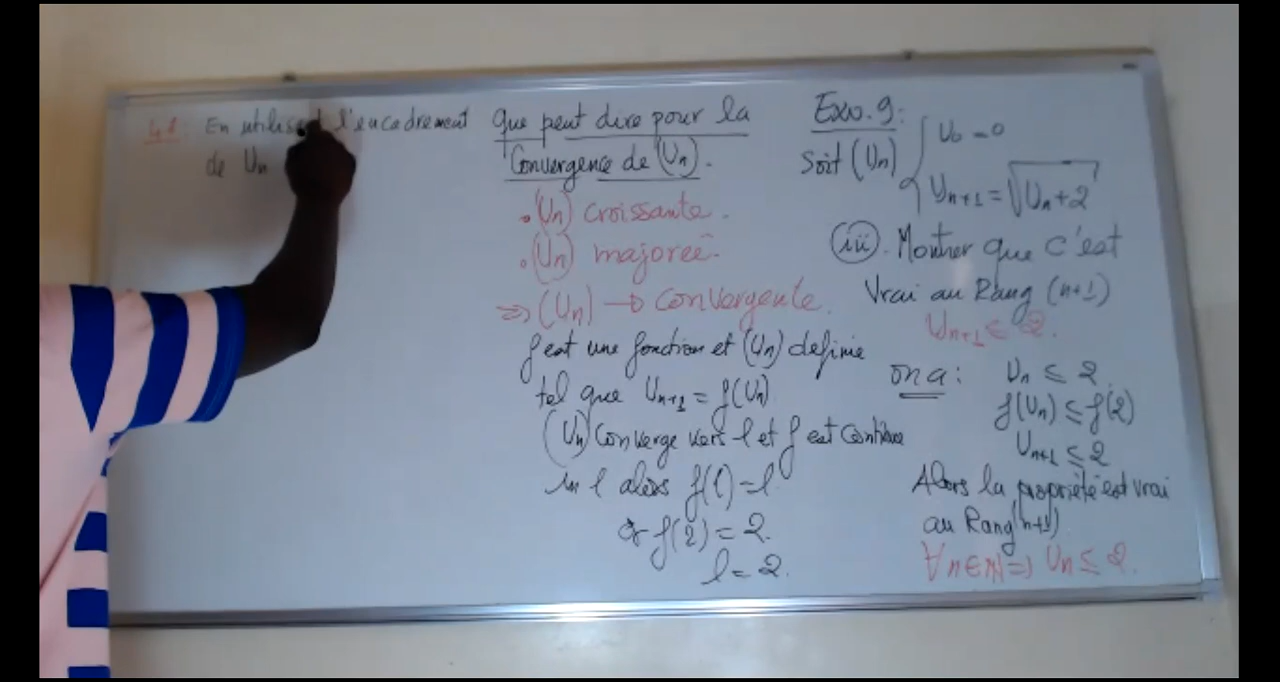 En utilisant l'encadrement
de Un
que peut dire pour la
Convergence de (Un).
. (Un) croissante.
. (Un) majoreê.
=> (Un) → Convergente.
f est une fonction et (Un) definie
tel que Un+1 = f(Un)
(Un) Converge vers l et f est Continue
en l alors f(l) = l
or f(2) = 2.
l = 2.
Exo.9:
Soit (Un) { U0 = 0
Un+1 = √Un+2
(iii). Montrer que c'est
Vrai au Rang (n+1)
Un+1 ≤ 2.
on a : Un ≤ 2
f(Un) ≤ f(2)
Un+1 ≤ 2
Alors la propriété est vrai
au Rang (n+1)
∀n∈N => Un ≤ 2.